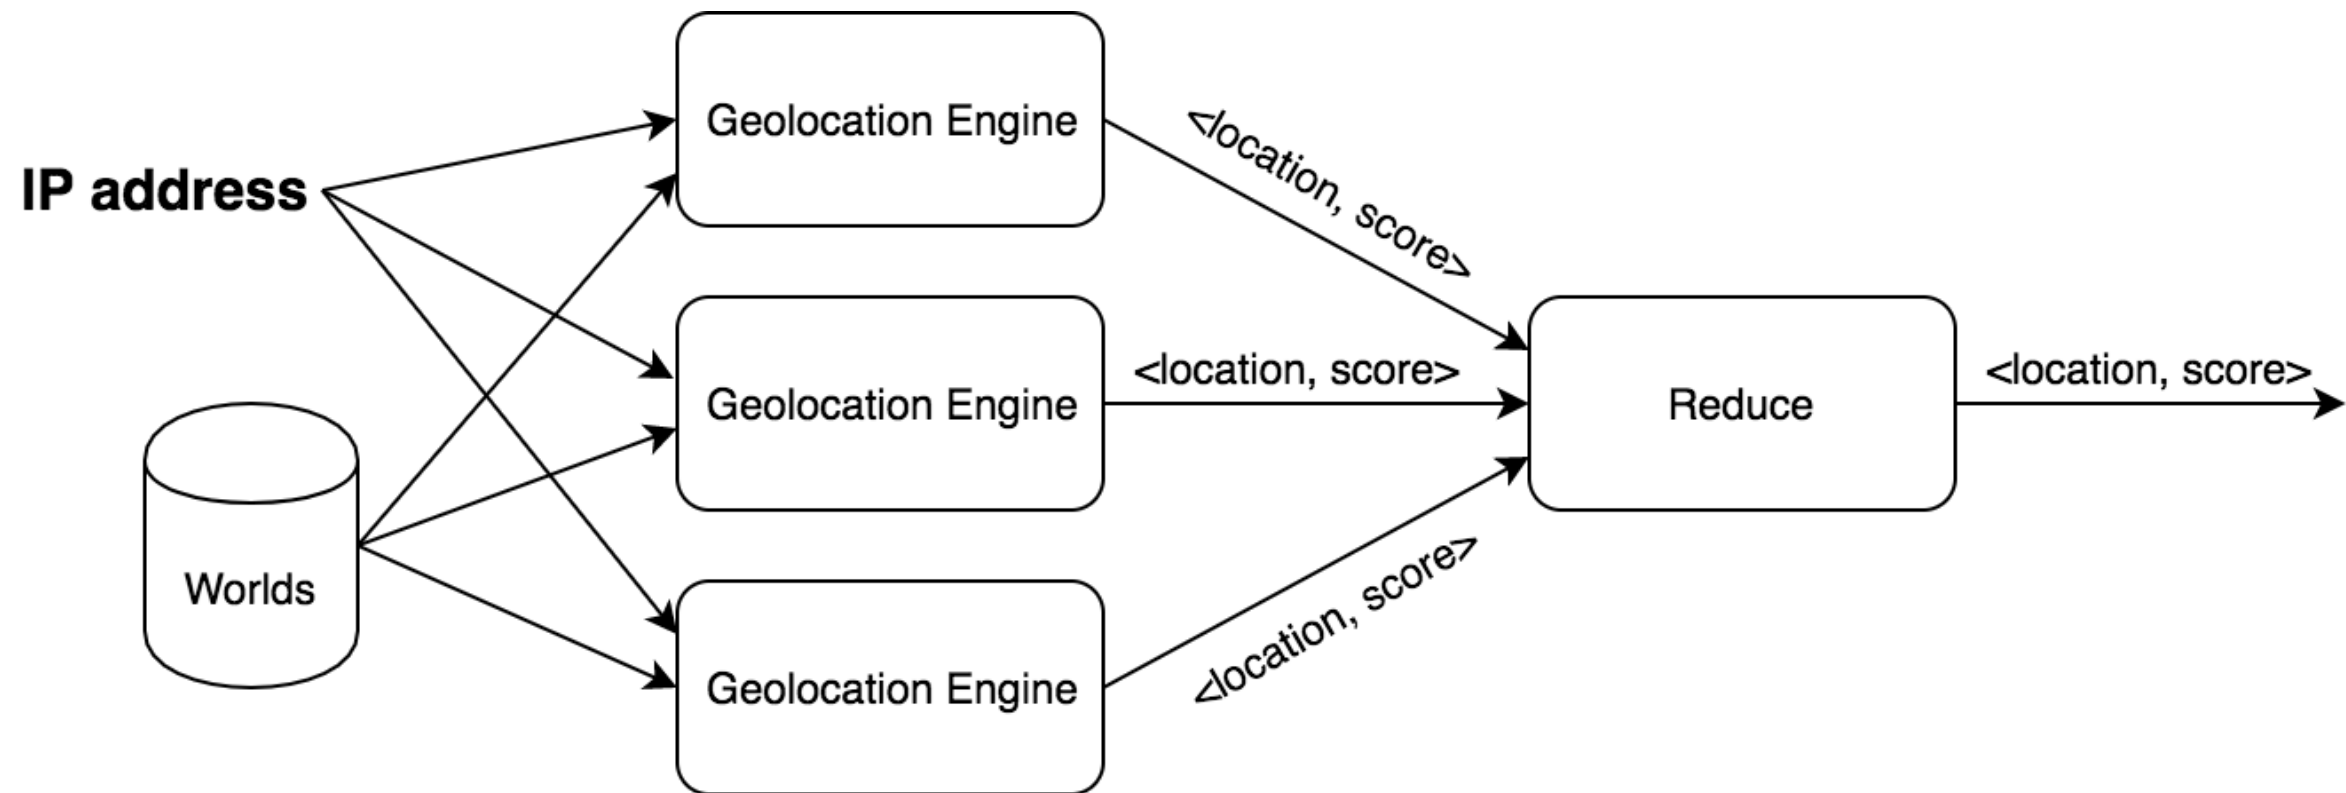 IP address
Worlds
Geolocation Engine
Geolocation Engine
Geolocation Engine
<location, score>
<location, score>
<location, score>
Reduce
<location, score>